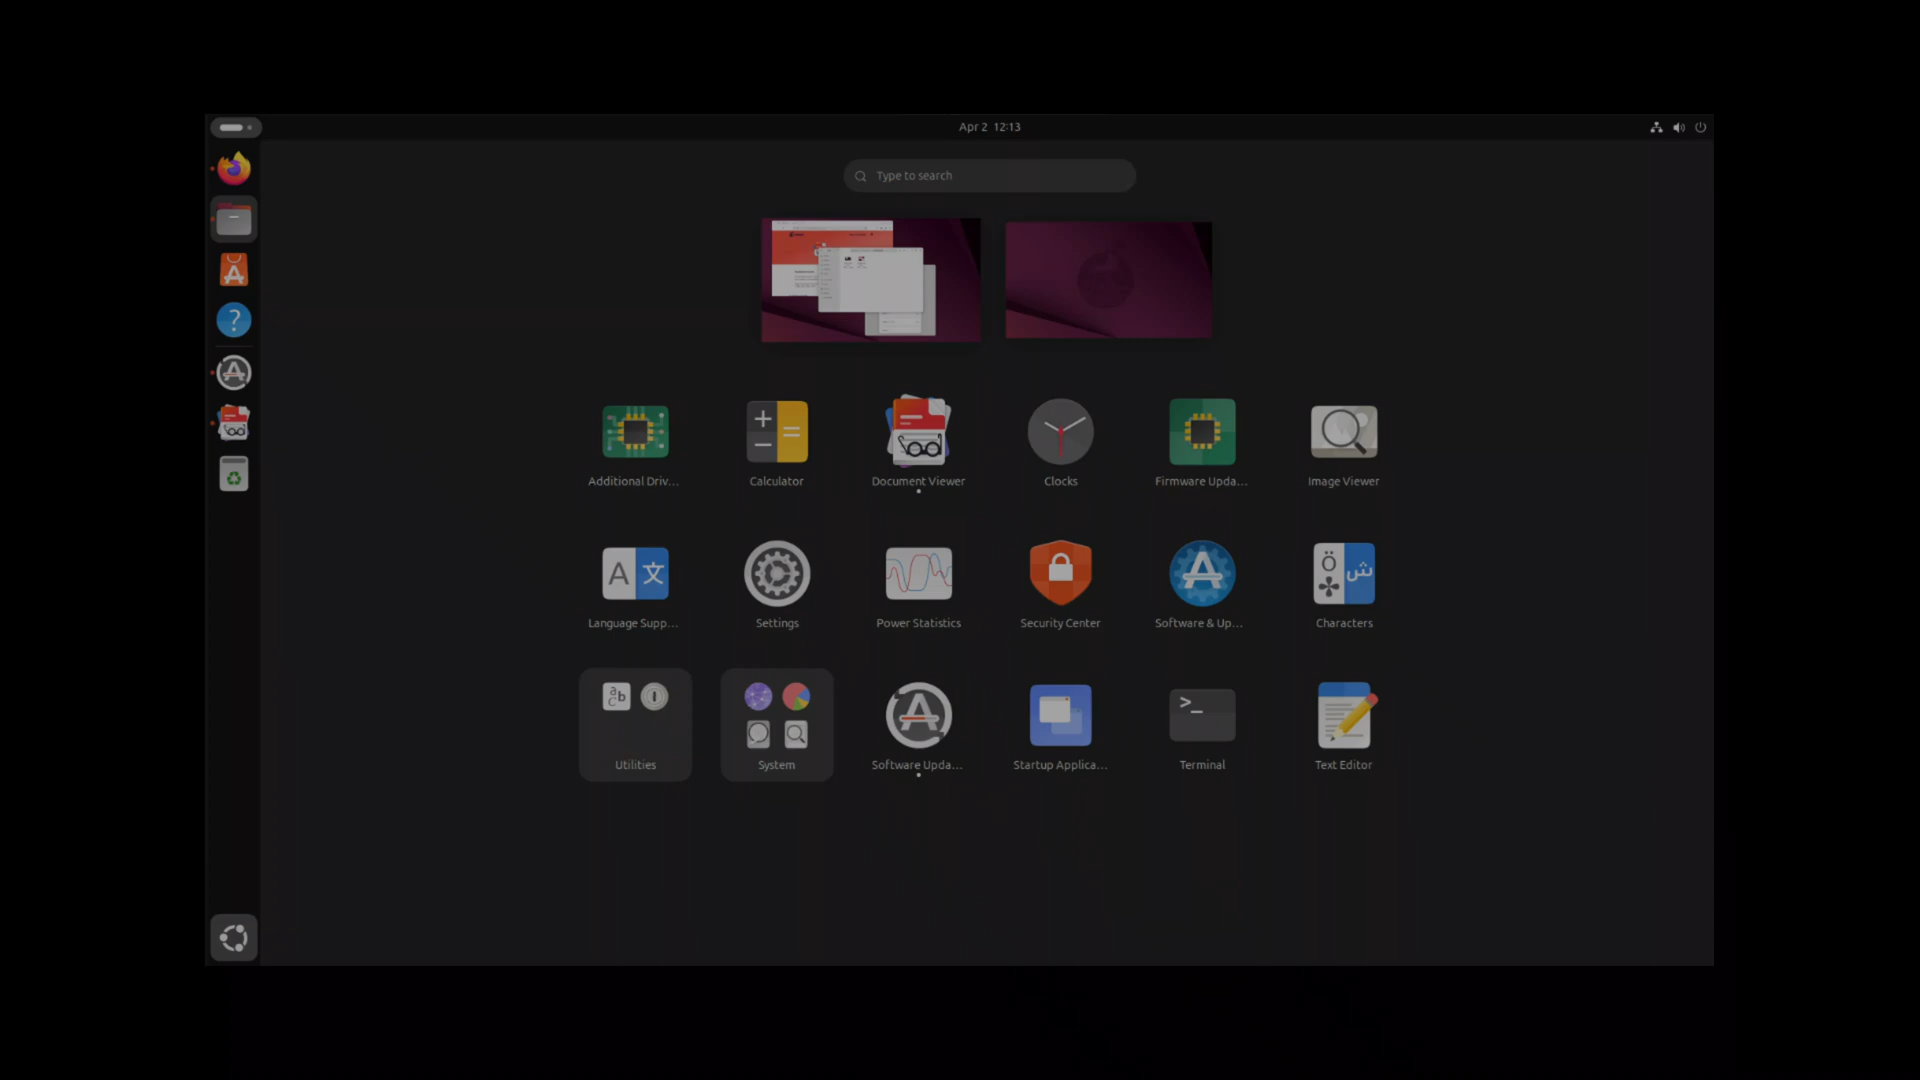 Apr 2 12:13
Type to search
Additional Driv...
Calculator
Document Viewer
Clocks
Firmware Upda...
Image Viewer
Language Supp...
Settings
Power Statistics
Security Center
Software & Up...
Characters
Utilities
System
Software Upda...
Startup Applica...
Terminal
Text Editor